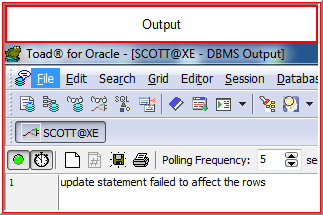 Output
Toad® for Oracle - [SCOTT@XE - DBMS Output]
File Edit Search Grid Editor Session Databas
SQL
SCOTT@XE
Polling Frequency: 5 se
1 update statement failed to affect the rows